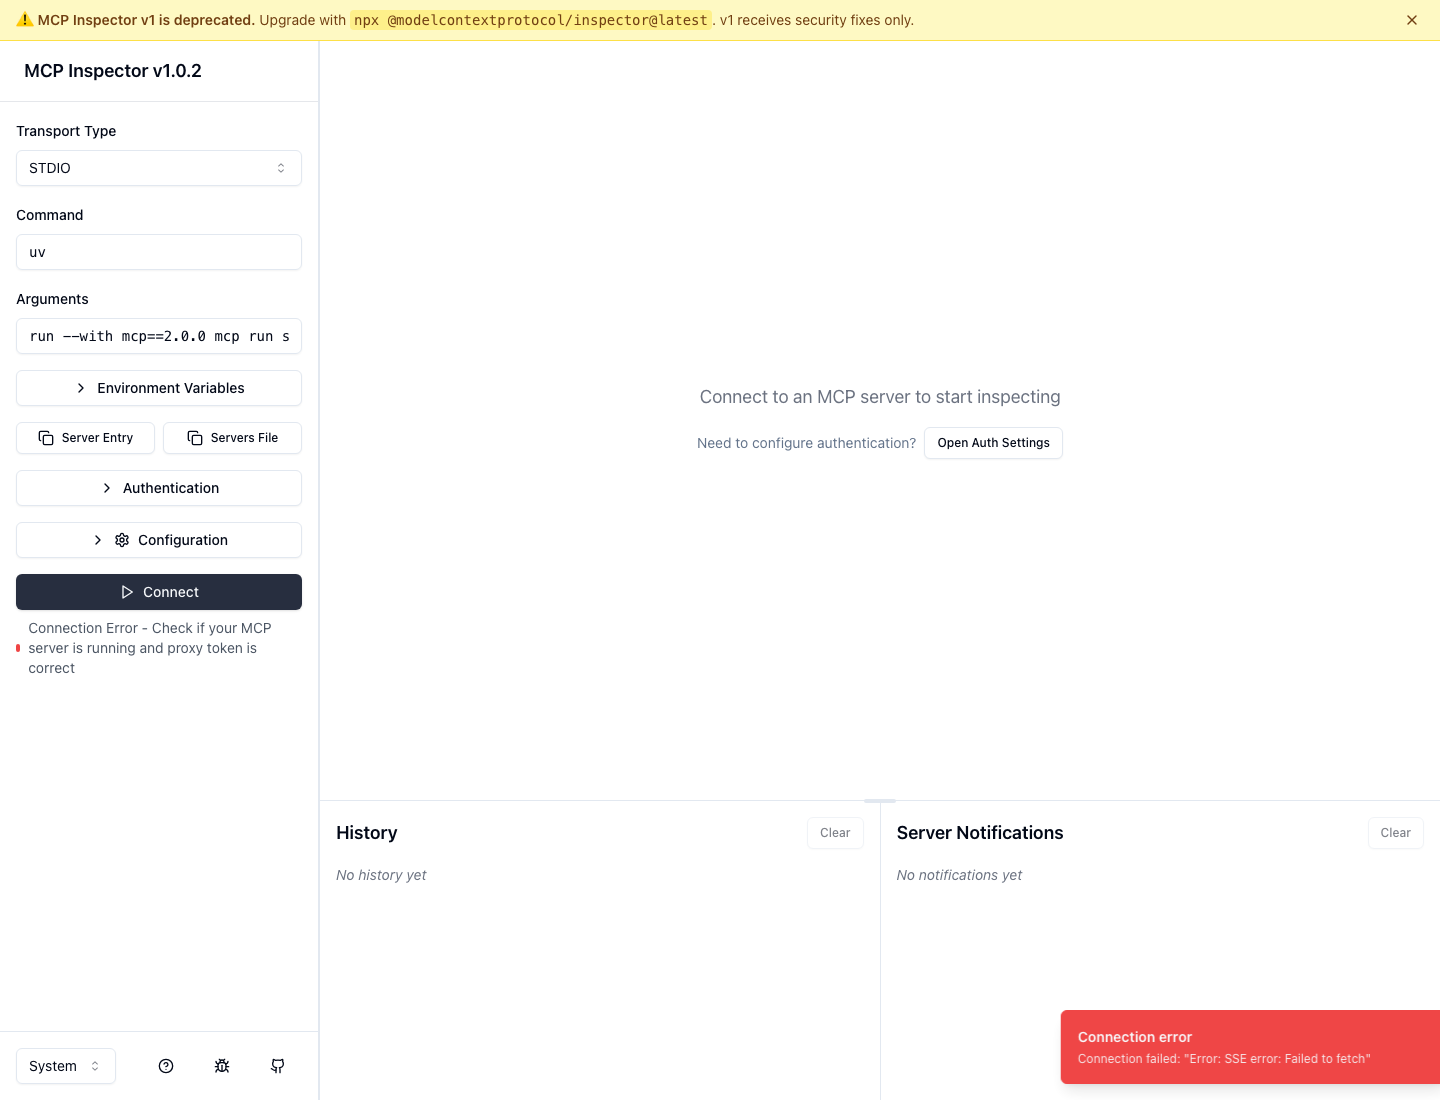 ⚠️ MCP Inspector v1 is deprecated. Upgrade with npx @modelcontextprotocol/inspector@latest. v1 receives security fixes only.
MCP Inspector v1.0.2
Transport Type
STDIO
Command
uv
Arguments
run --with mcp==2.0.0 mcp run s
Environment Variables
Server Entry
Servers File
Authentication
Configuration
Connect
Connection Error - Check if your MCP
server is running and proxy token is
correct
System
Connect to an MCP server to start inspecting
Need to configure authentication? Open Auth Settings
History
Clear
No history yet
Server Notifications
Clear
No notifications yet
Connection error
Connection failed: "Error: SSE error: Failed to fetch"